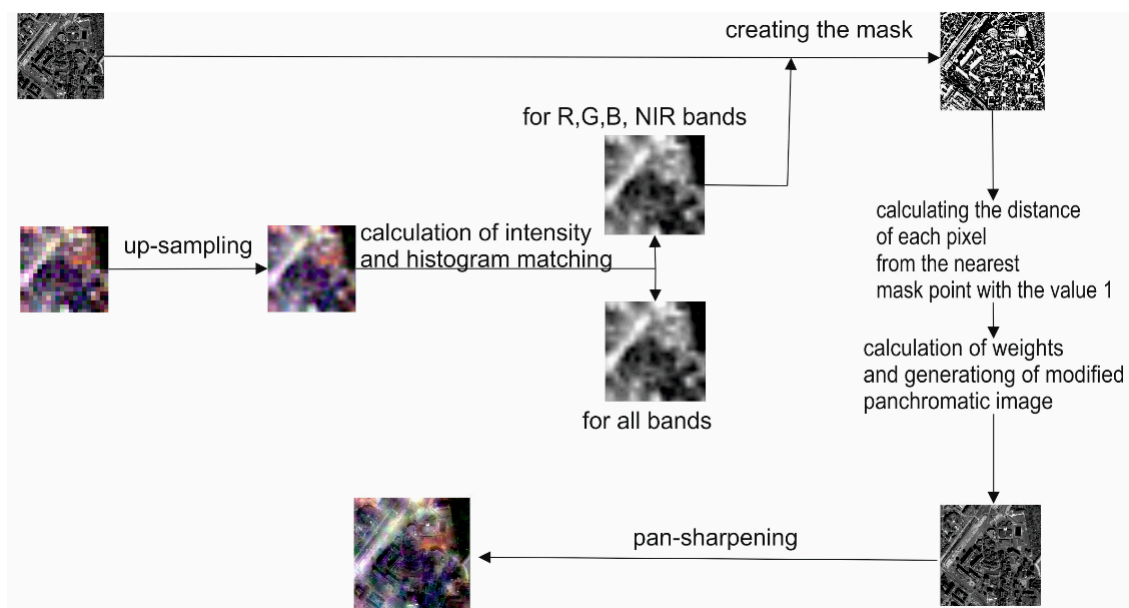 creating the mask
for R,G,B, NIR bands
up-sampling
calculation of intensity
and histogram matching
for all bands
calculating the distance
of each pixel
from the nearest
mask point with the value 1
calculation of weights
and generationg of modified
panchromatic image
pan-sharpening